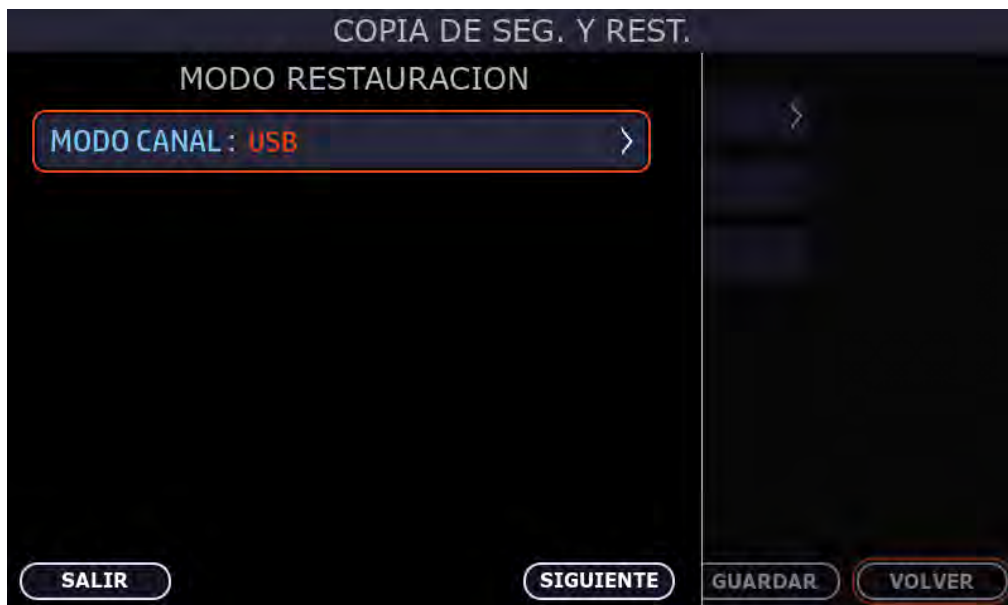 COPIA DE SEG. Y REST.
MODO RESTAURACION
MODO CANAL : USB
SALIR
SIGUIENTE
GUARDAR
VOLVER